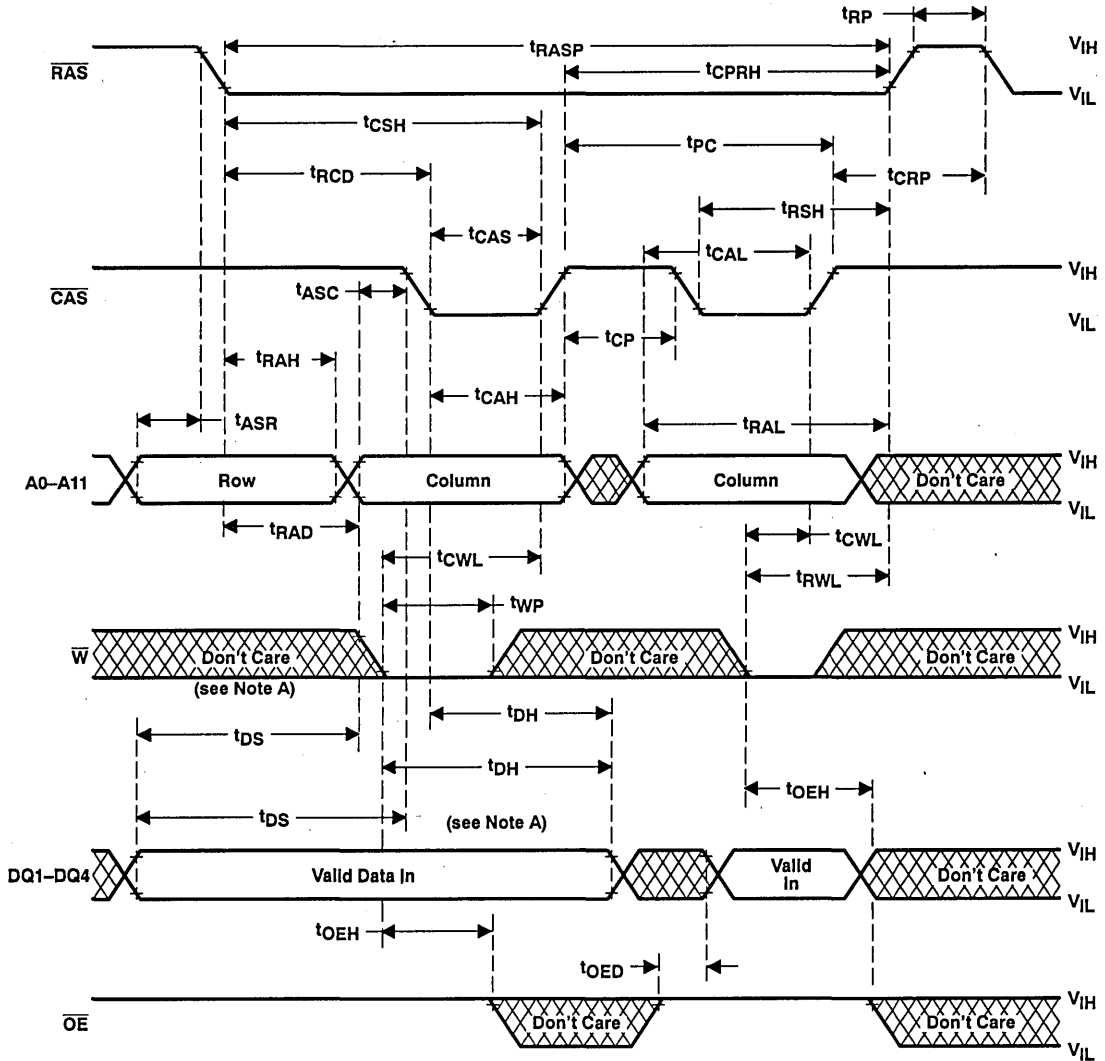 tRP
tRASP
VIH
RAS
tCPRH
VIL
tCSH
tPC
tRCD
tCRP
tRSH
tCAS
tCAL
VIH
CAS
tASC
VIL
tCP
tRAH
tCAH
tASR
tRAL
VIH
A0–A11
Row
Column
Column
Don't Care
VIL
tRAD
tCWL
tCWL
tRWL
tWP
VIH
W
Don't Care
Don't Care
Don't Care
VIL
(see Note A)
tDH
tDS
tDH
tOEH
tDS
(see Note A)
VIH
DQ1–DQ4
Valid Data In
Valid
In
Don't Care
VIL
tOEH
tOED
VIH
OE
Don't Care
Don't Care
VIL